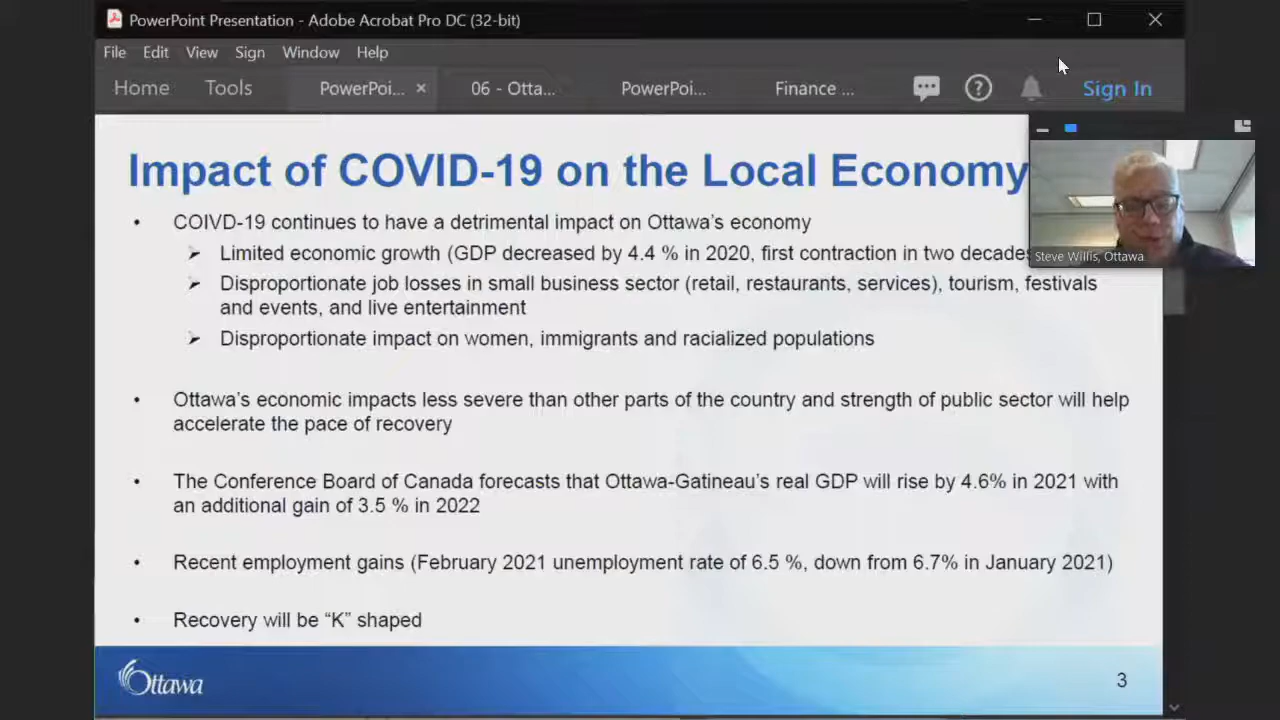 PowerPoint Presentation - Adobe Acrobat Pro DC (32-bit)
File Edit View Sign Window Help
Home Tools PowerPoi... × 06 - Otta... PowerPoi... Finance ... Sign In
Impact of COVID-19 on the Local Economy
Steve Willis, Ottawa
• COIVD-19 continues to have a detrimental impact on Ottawa's economy
➢ Limited economic growth (GDP decreased by 4.4 % in 2020, first contraction in two decades
➢ Disproportionate job losses in small business sector (retail, restaurants, services), tourism, festivals
and events, and live entertainment
➢ Disproportionate impact on women, immigrants and racialized populations
• Ottawa's economic impacts less severe than other parts of the country and strength of public sector will help
accelerate the pace of recovery
• The Conference Board of Canada forecasts that Ottawa-Gatineau's real GDP will rise by 4.6% in 2021 with
an additional gain of 3.5 % in 2022
• Recent employment gains (February 2021 unemployment rate of 6.5 %, down from 6.7% in January 2021)
• Recovery will be “K” shaped
Ottawa
3